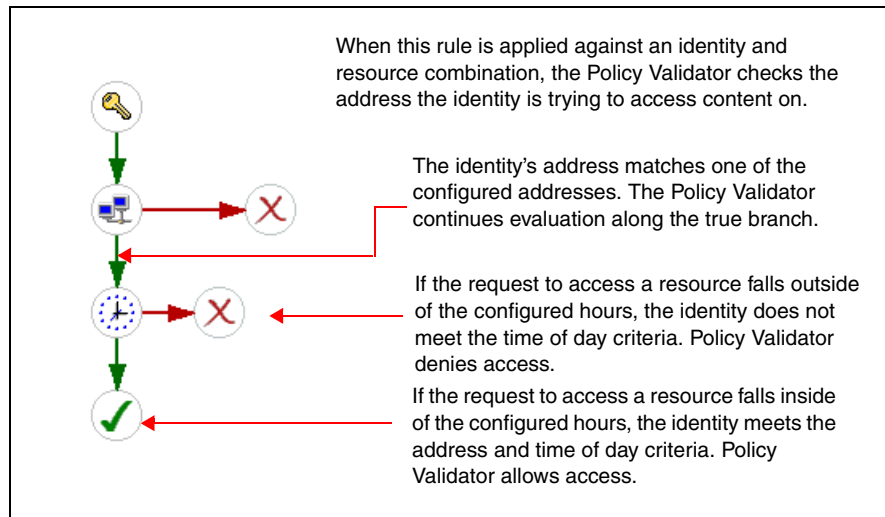 When this rule is applied against an identity and
resource combination, the Policy Validator checks the
address the identity is trying to access content on.
The identity's address matches one of the
configured addresses. The Policy Validator
continues evaluation along the true branch.
If the request to access a resource falls outside
of the configured hours, the identity does not
meet the time of day criteria. Policy Validator
denies access.
If the request to access a resource falls inside
of the configured hours, the identity meets the
address and time of day criteria. Policy
Validator allows access.